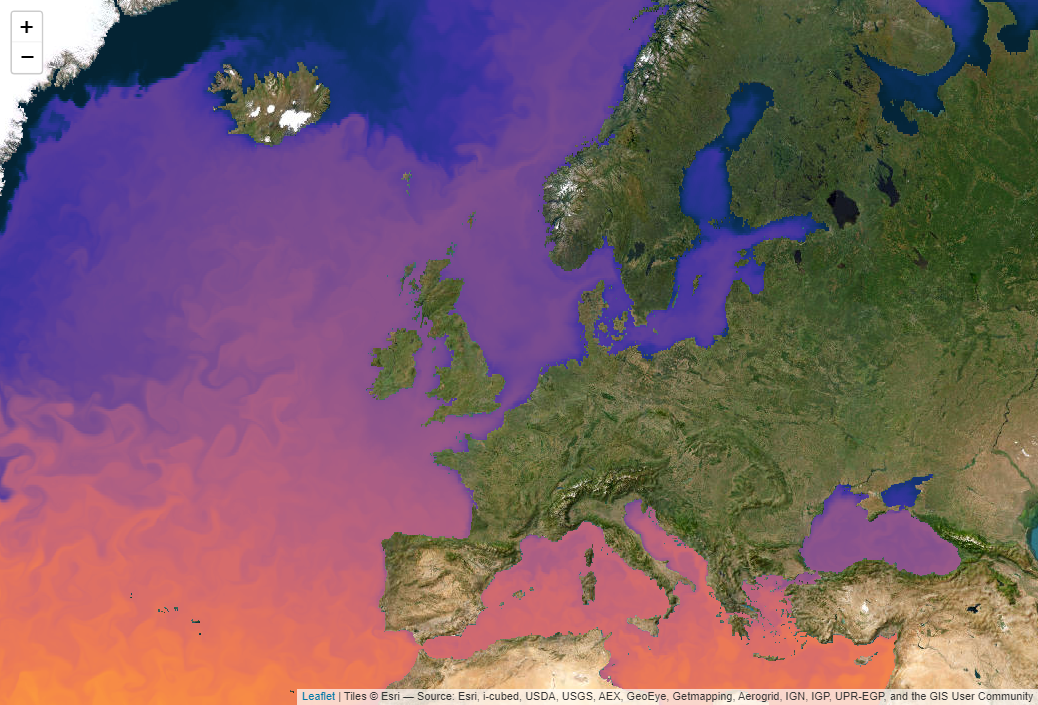 +
−
Leaflet | Tiles © Esri — Source: Esri, i-cubed, USDA, USGS, AEX, GeoEye, Getmapping, Aerogrid, IGN, IGP, UPR-EGP, and the GIS User Community